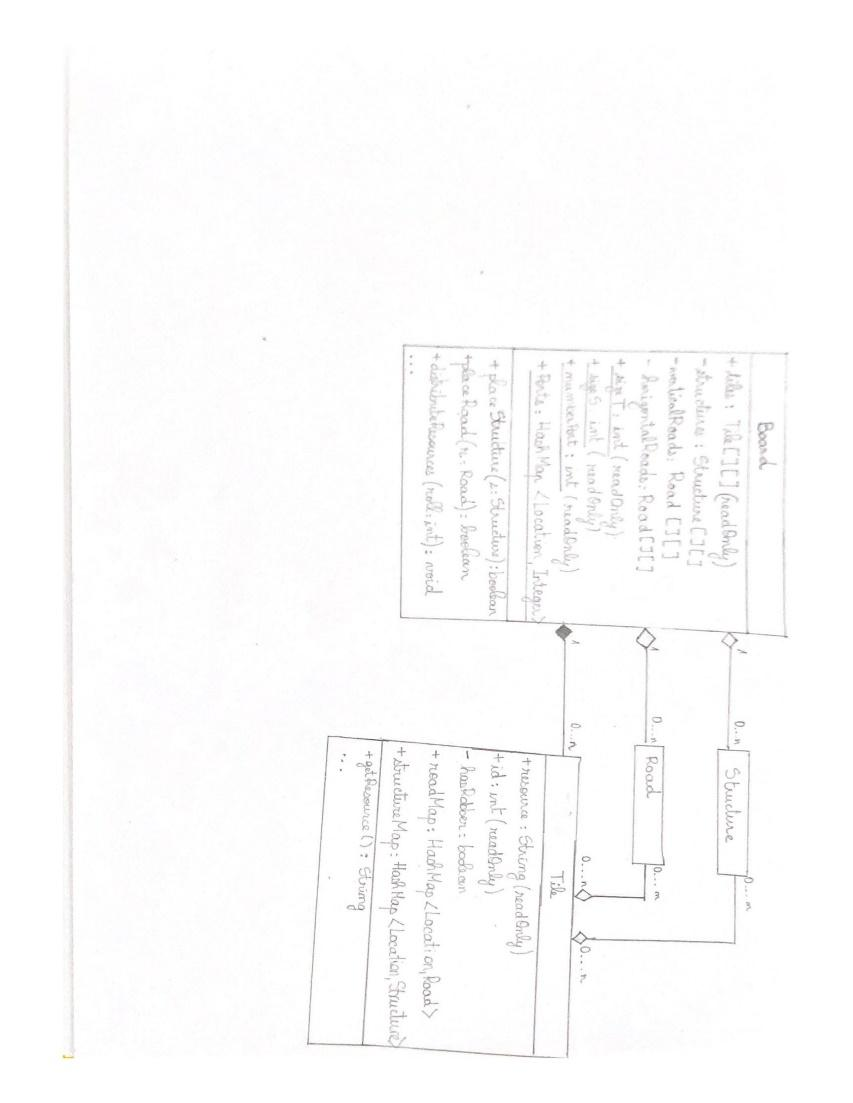 Board
+ tiles : Tile[][] (readOnly)
- structures : Structure[][]
- verticalRoads: Road [][]
- horizontalRoads: Road[][]
+ sizeT : int (readOnly)
+ sizeS : int (readOnly)
+ numberPort : int (readOnly)
+ Ports : HashMap <Location, Integer>
+ placeStructure(s: Structure): boolean
+ placeRoad (r: Road) : boolean
+ distributeResources (roll: int) : void
...
1
0...n
Structure
0...n
1
0...n
Road
0...n
1
0...n
0...n
0...n
Tile
+ resource : String (readOnly)
+ id : int (readOnly)
- hasRobber : boolean
+ roadMap : HashMap <Location, Road>
+ structureMap: HashMap <Location, Structure>
+ getResource () : String
...